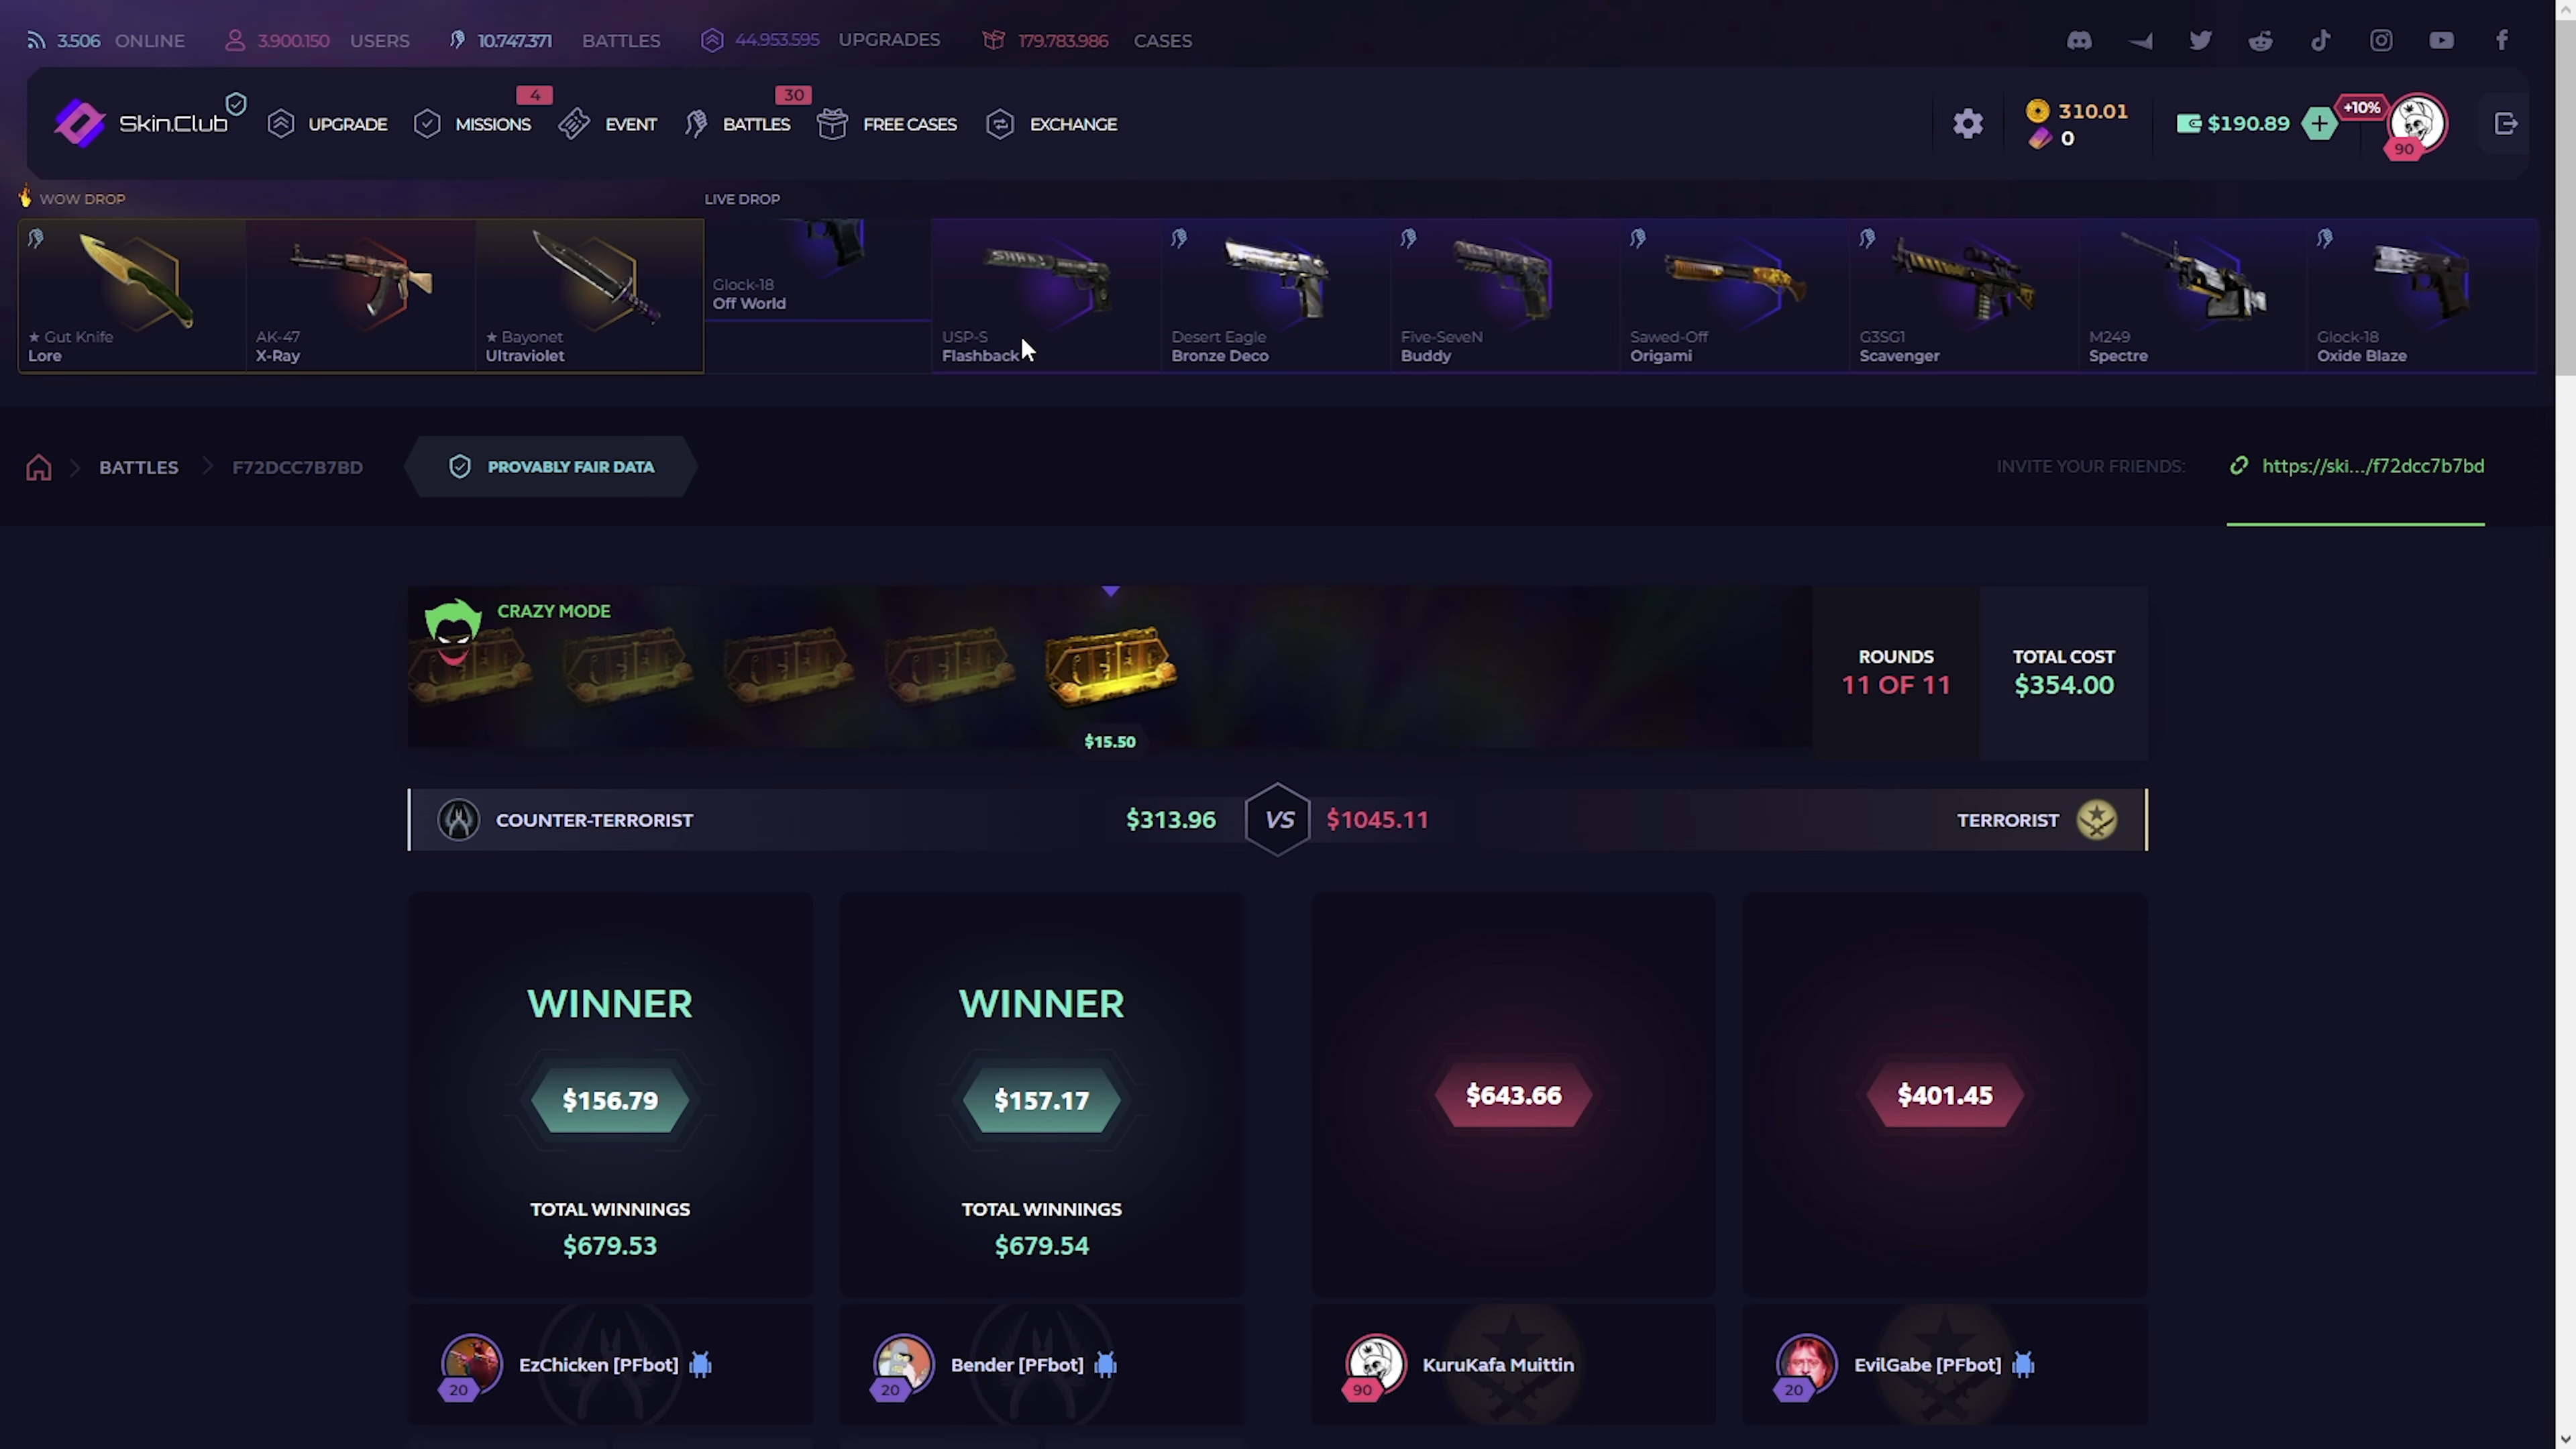 3.506 ONLINE 3.900.150 USERS 10.747.371 BATTLES 44.953.595 UPGRADES 179.783.986 CASES
Skin.Club UPGRADE 4 MISSIONS EVENT 30 BATTLES FREE CASES EXCHANGE 310.01 0 $190.89 +10% 90
WOW DROP LIVE DROP
★ Gut Knife
Lore
AK-47
X-Ray
★ Bayonet
Ultraviolet
Glock-18
Off World
USP-S
Flashback
Desert Eagle
Bronze Deco
Five-SeveN
Buddy
Sawed-Off
Origami
G3SG1
Scavenger
M249
Spectre
Glock-18
Oxide Blaze
BATTLES F72DCC7B7BD PROVABLY FAIR DATA INVITE YOUR FRIENDS: https://ski.../f72dcc7b7bd
CRAZY MODE
$15.50
ROUNDS
11 OF 11
TOTAL COST
$354.00
COUNTER-TERRORIST $313.96 VS $1045.11 TERRORIST
WINNER
$156.79
TOTAL WINNINGS
$679.53
WINNER
$157.17
TOTAL WINNINGS
$679.54
$643.66
$401.45
EzChicken [PFbot]
20
Bender [PFbot]
20
KuruKafa Muittin
90
EvilGabe [PFbot]
20